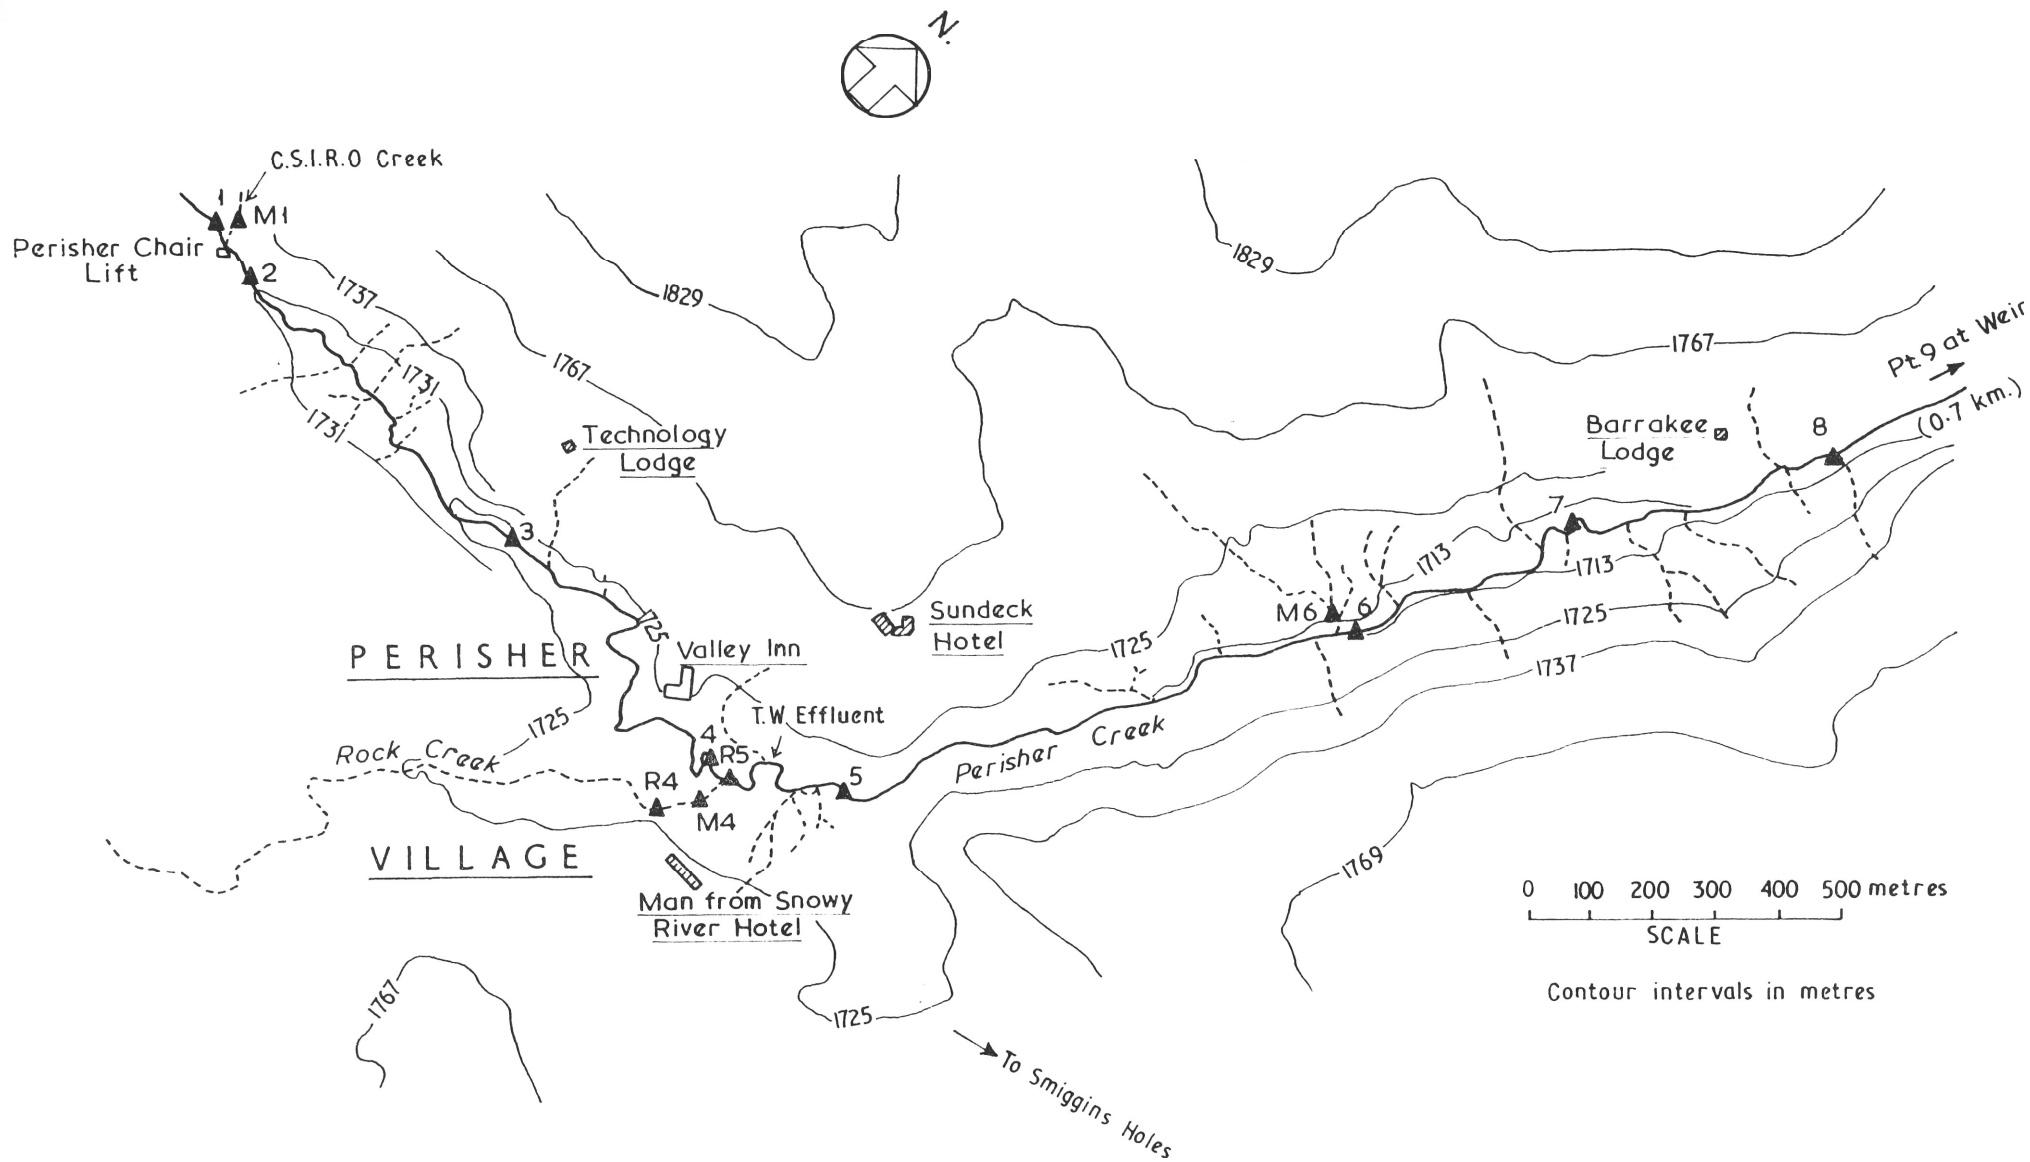 N.
C.S.I.R.O Creek
1
M1
Perisher Chair
Lift
2
1737
1829
1829
1767
1767
Pt.9 at Weir
(0.7 km.)
1731
1731
Technology
Lodge
Barrakee
Lodge
8
7
3
1713
1713
M6
6
Sundeck
Hotel
1725
1725
1737
PERISHER
Valley Inn
1725
T.W. Effluent
1725
Rock Creek
4
R5
R4
M4
5
Perisher Creek
VILLAGE
Man from Snowy
River Hotel
1769
0 100 200 300 400 500 metres
SCALE
Contour intervals in metres
1767
1725
To Smiggins Holes